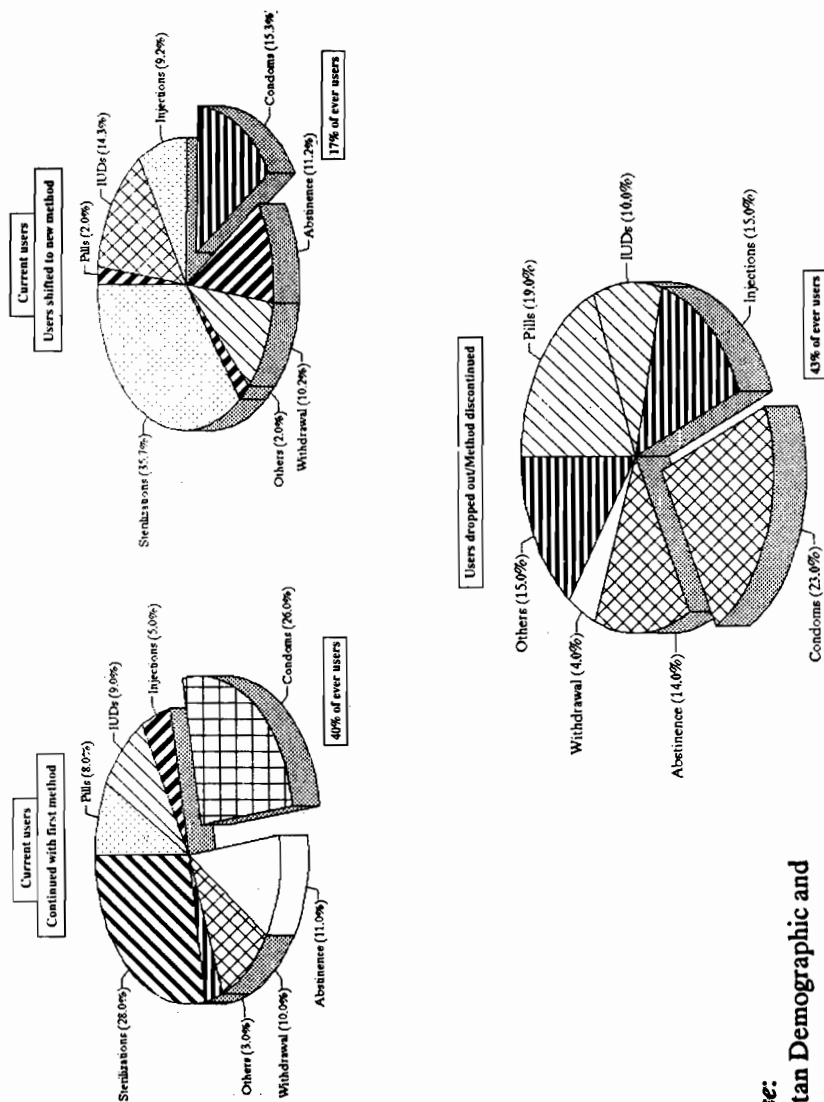 Current users
Continued with first method
Pills (8.0%)
IUDs (9.0%)
Injections (5.0%)
Condoms (26.0%)
Sterilizations (28.0%)
Others (3.0%)
Withdrawal (10.0%)
Abstinence (11.0%)
40% of ever users
Current users
Users shifted to new method
Pills (2.0%)
IUDs (14.3%)
Injections (9.2%)
Condoms (15.3%)
Sterilizations (35.7%)
Others (2.0%)
Withdrawal (10.2%)
Abstinence (11.2%)
17% of ever users
Users dropped out/Method discontinued
Pills (19.0%)
IUDs (10.0%)
Injections (15.0%)
Others (15.0%)
Withdrawal (4.0%)
Abstinence (14.0%)
Condoms (23.0%)
43% of ever users
tan Demographic and